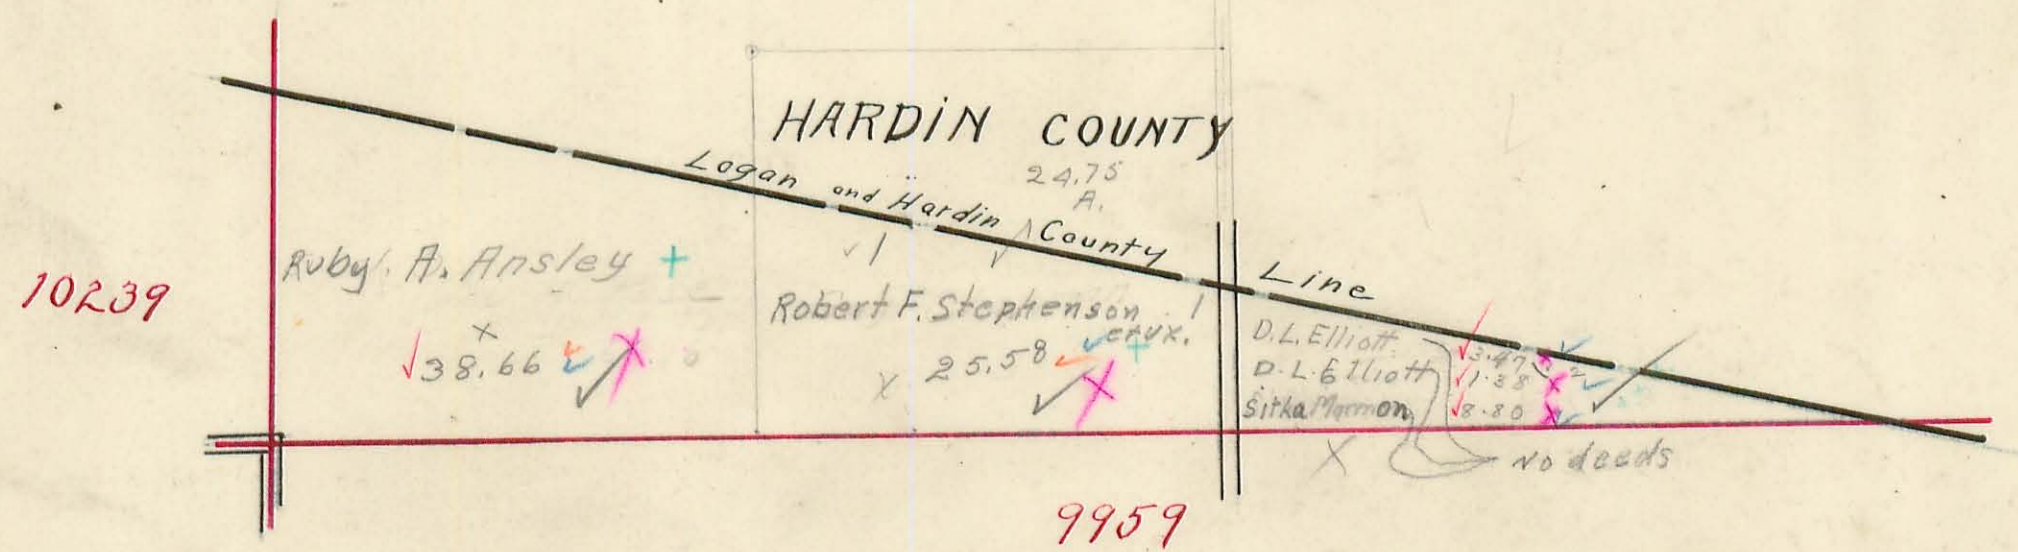 HARDIN COUNTY
24.75
A.
Logan and Hardin County Line
Ruby A. Ansley +
10239
Robert F. Stephenson
et ux.
x
38.66
x 25.58
D.L. Elliott 3.47
D.L. Elliott 1.38
Sitka Marmon 8.80
X
No deeds
9959